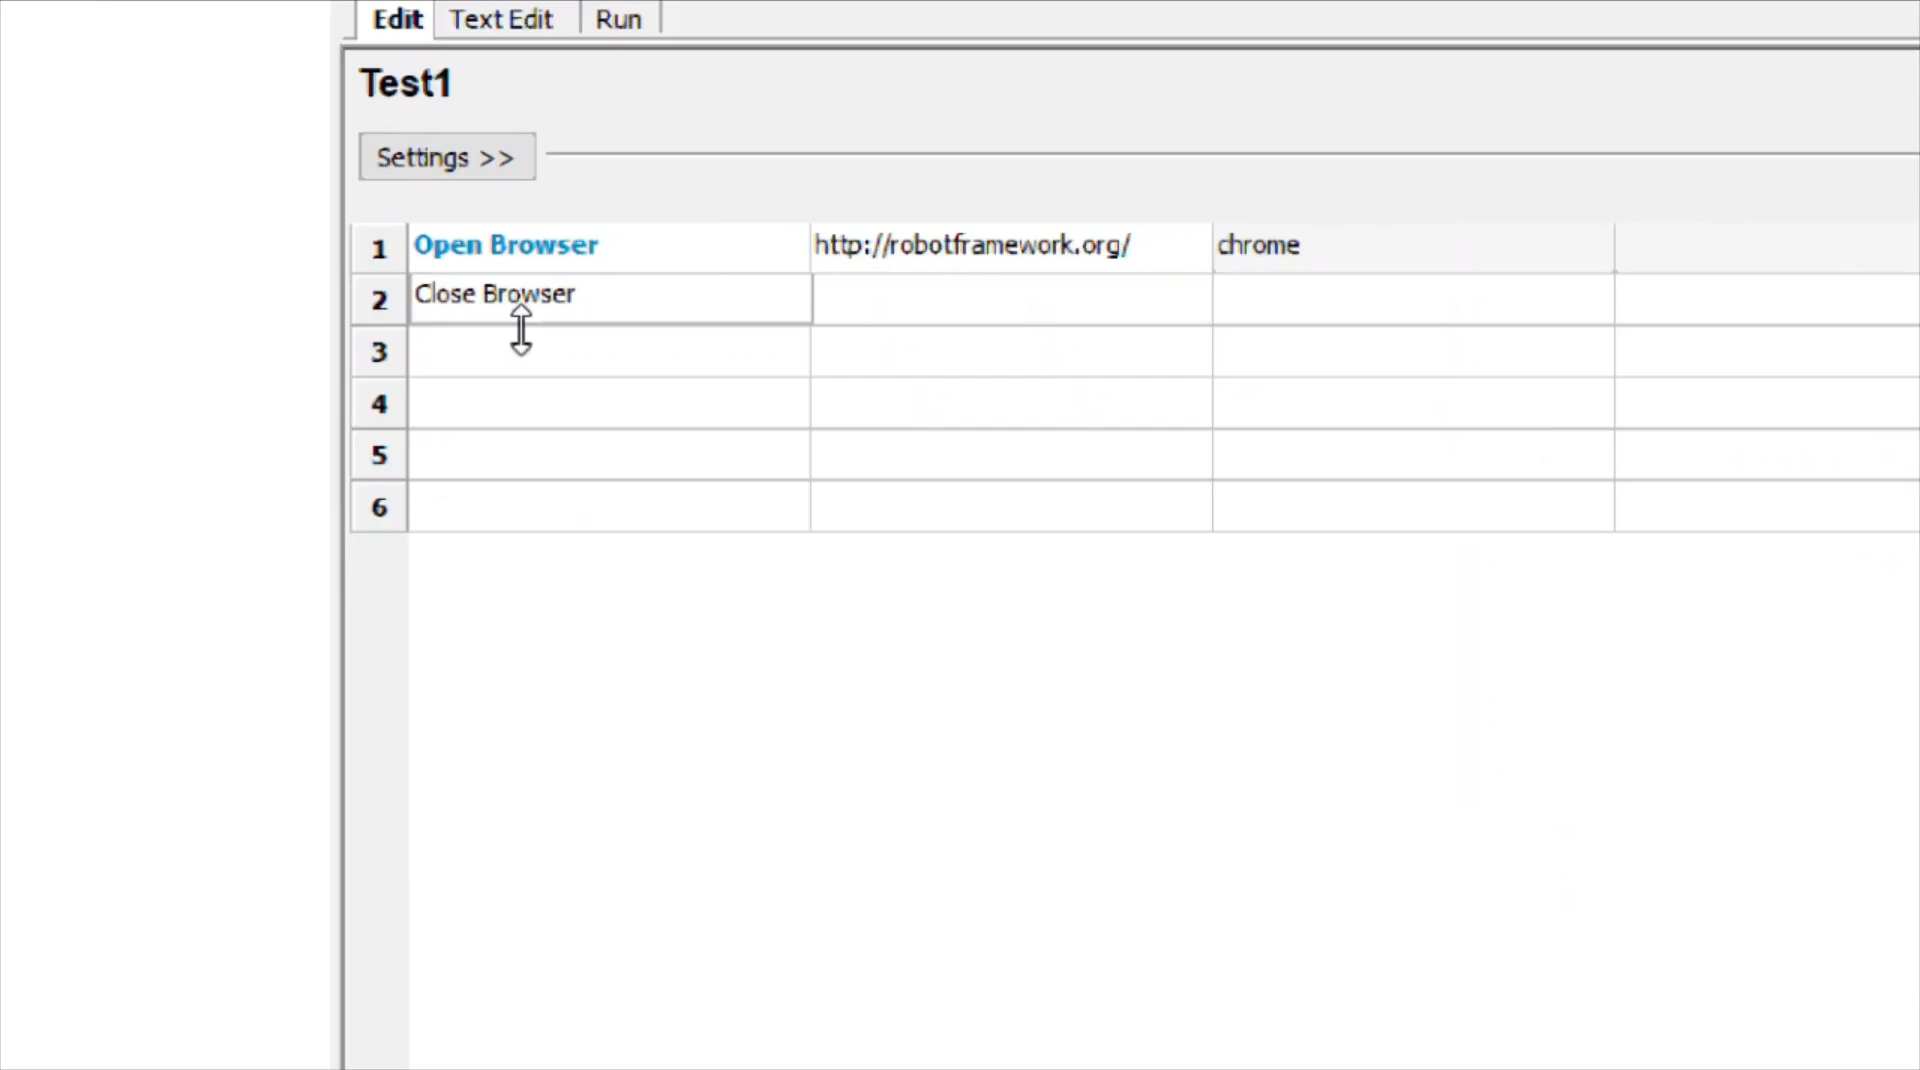 Edit Text Edit Run
Test1
Settings >>
1 Open Browser http://robotframework.org/ chrome
2 Close Browser
3
4
5
6